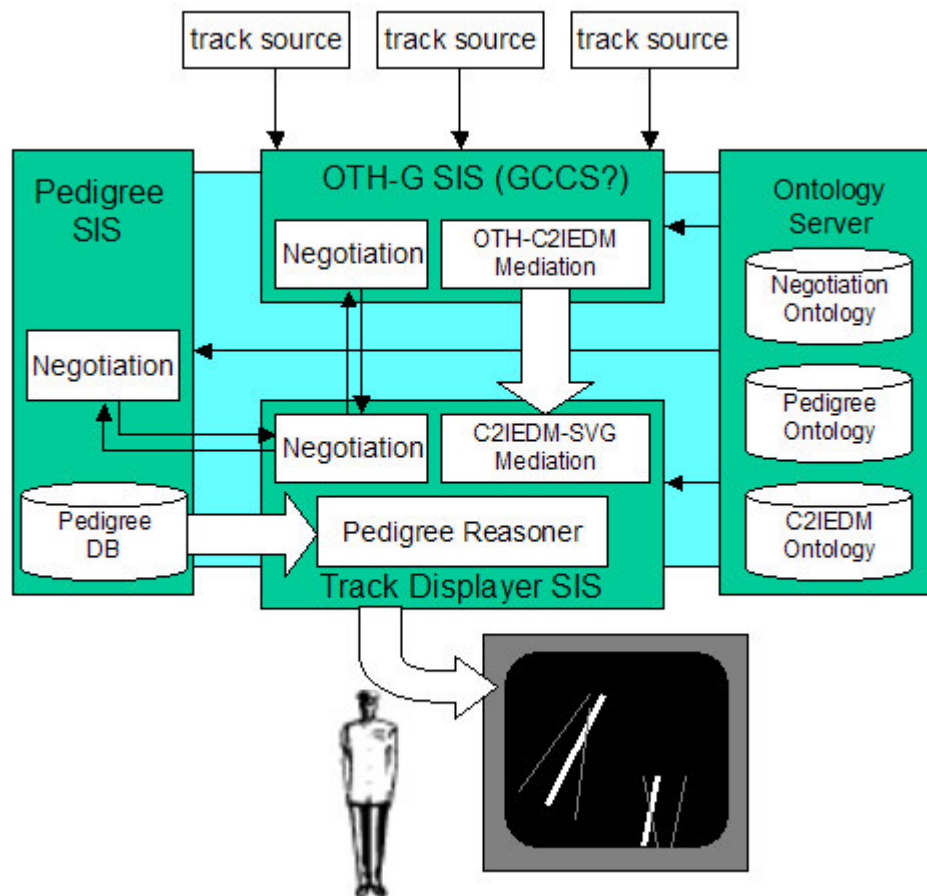 track source
track source
track source
Pedigree
SIS
OTH-G SIS (GCCS?)
Ontology
Server
Negotiation
OTH-C2IEDM
Mediation
Negotiation
Ontology
Negotiation
Pedigree
Ontology
Negotiation
C2IEDM-SVG
Mediation
Pedigree
DB
Pedigree Reasoner
C2IEDM
Ontology
Track Displayer SIS